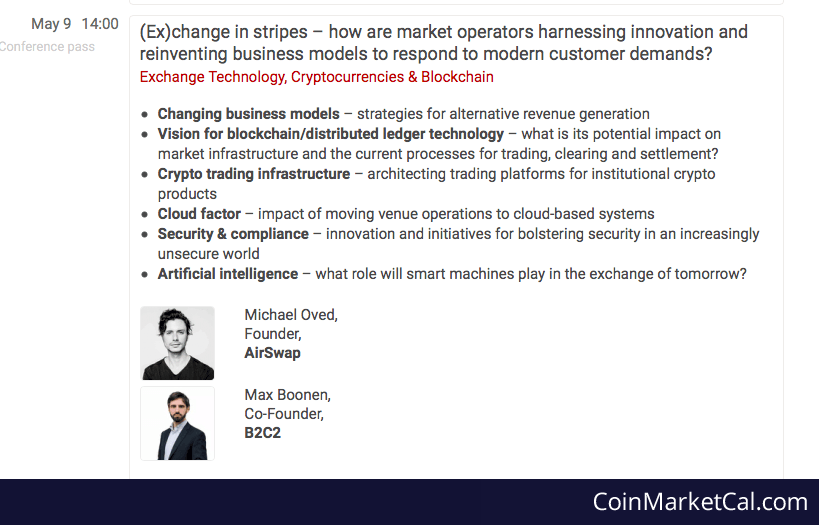 May 9 14:00
Conference pass
(Ex)change in stripes – how are market operators harnessing innovation and
reinventing business models to respond to modern customer demands?
Exchange Technology, Cryptocurrencies & Blockchain
• Changing business models – strategies for alternative revenue generation
• Vision for blockchain/distributed ledger technology – what is its potential impact on
market infrastructure and the current processes for trading, clearing and settlement?
• Crypto trading infrastructure – architecting trading platforms for institutional crypto
products
• Cloud factor – impact of moving venue operations to cloud-based systems
• Security & compliance – innovation and initiatives for bolstering security in an increasingly
unsecure world
• Artificial intelligence – what role will smart machines play in the exchange of tomorrow?
Michael Oved,
Founder,
AirSwap
Max Boonen,
Co-Founder,
B2C2
CoinMarketCal.com